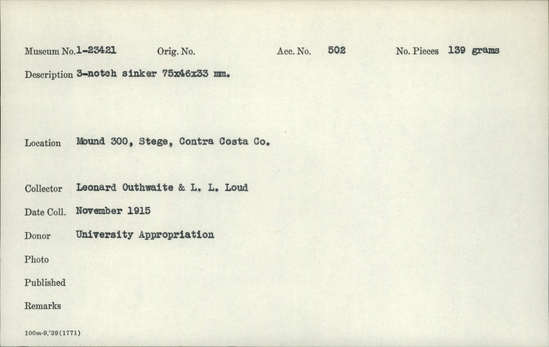 Museum No. 1-23421 Orig. No. Acc. No. 502 No. Pieces 139 grams
Description 3-notch sinker 75x46x33 mm.
Location Mound 300, Stege, Contra Costa Co.
Collector Leonard Outhwaite & L. L. Loud
Date Coll. November 1915
Donor University Appropriation
Photo
Published
Remarks
100m-9,'39(1771)